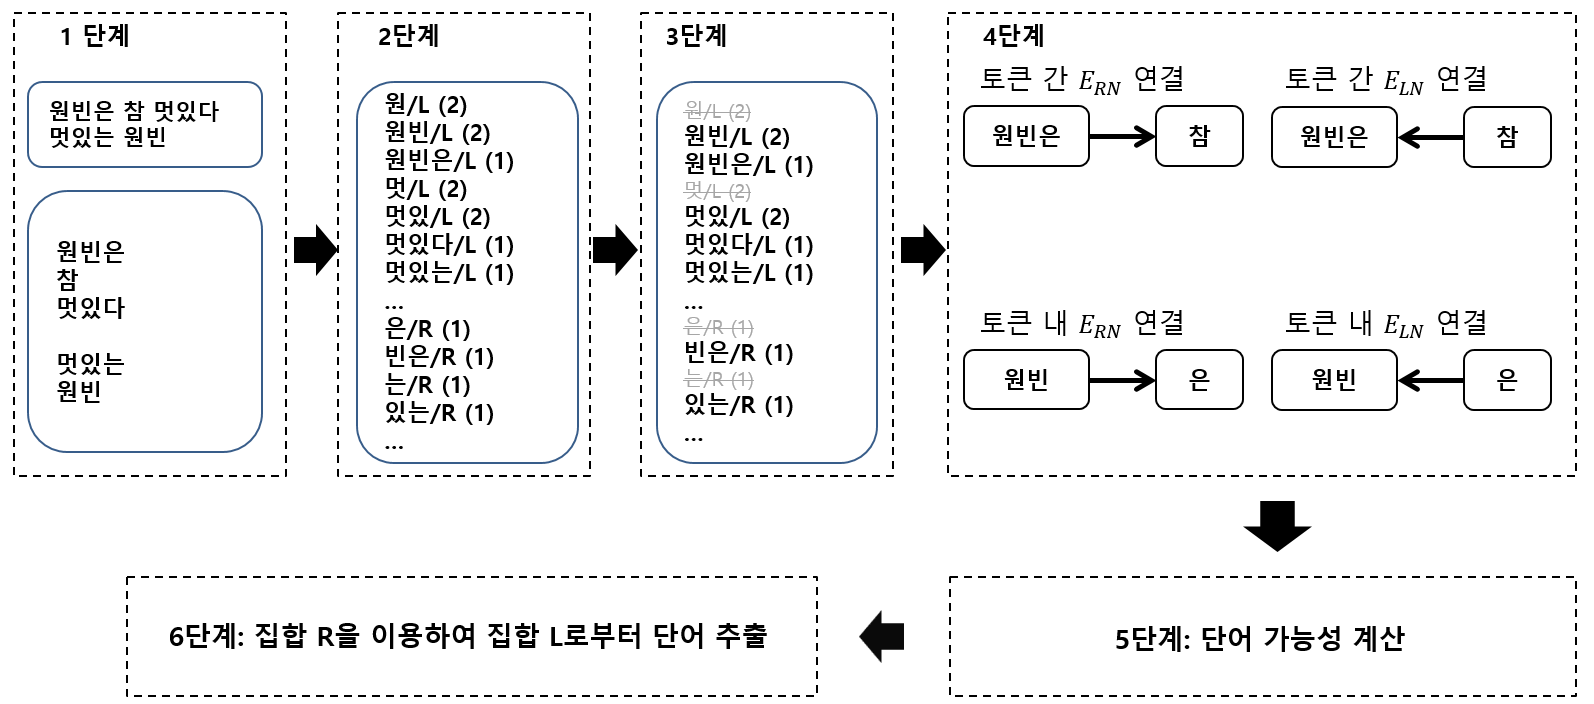 1 단계
원빈은 참 멋있다
멋있는 원빈
원빈은
참
멋있다
멋있는
원빈
2단계
원/L (2)
원빈/L (2)
원빈은/L (1)
멋/L (2)
멋있/L (2)
멋있다/L (1)
멋있는/L (1)
...
은/R (1)
빈은/R (1)
는/R (1)
있는/R (1)
...
3단계
원/L (2)
원빈/L (2)
원빈은/L (1)
멋/L (2)
멋있/L (2)
멋있다/L (1)
멋있는/L (1)
...
은/R (1)
빈은/R (1)
는/R (1)
있는/R (1)
...
4단계
토큰 간 E_RN 연결
원빈은 참
토큰 간 E_LN 연결
원빈은 참
토큰 내 E_RN 연결
원빈 은
토큰 내 E_LN 연결
원빈 은
5단계: 단어 가능성 계산
6단계: 집합 R을 이용하여 집합 L로부터 단어 추출